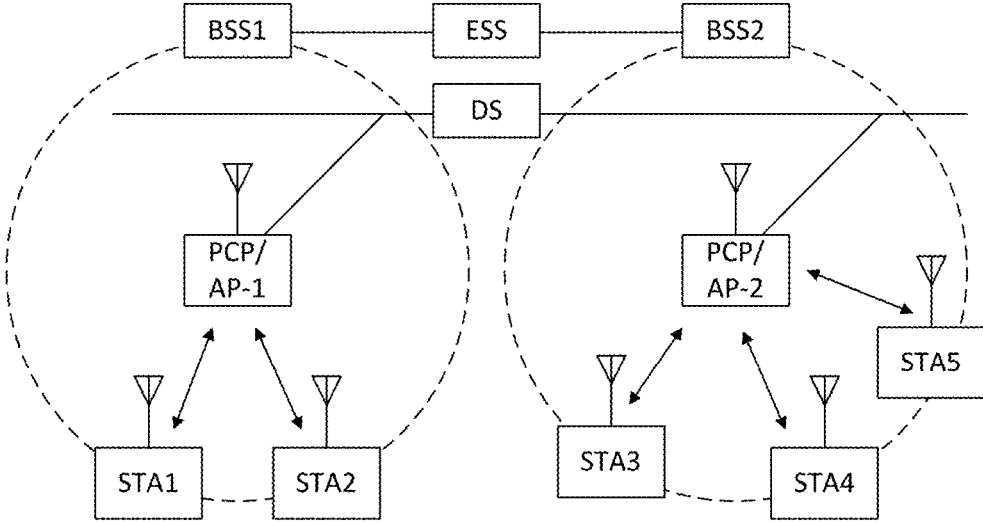 BSS1
ESS
BSS2
DS
PCP/
AP-1
PCP/
AP-2
STA5
STA1
STA2
STA3
STA4